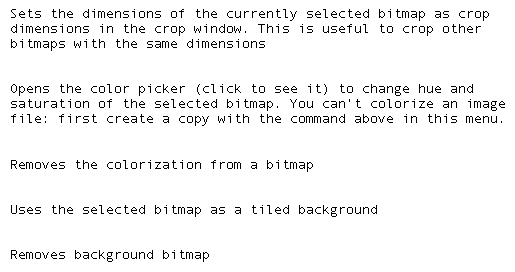 Sets the dimensions of the currently selected bitmap as crop
dimensions in the crop window. This is useful to crop other
bitmaps with the same dimensions
Opens the color picker (click to see it) to change hue and
saturation of the selected bitmap. You can't colorize an image
file: first create a copy with the command above in this menu.
Removes the colorization from a bitmap
Uses the selected bitmap as a tiled background
Removes background bitmap